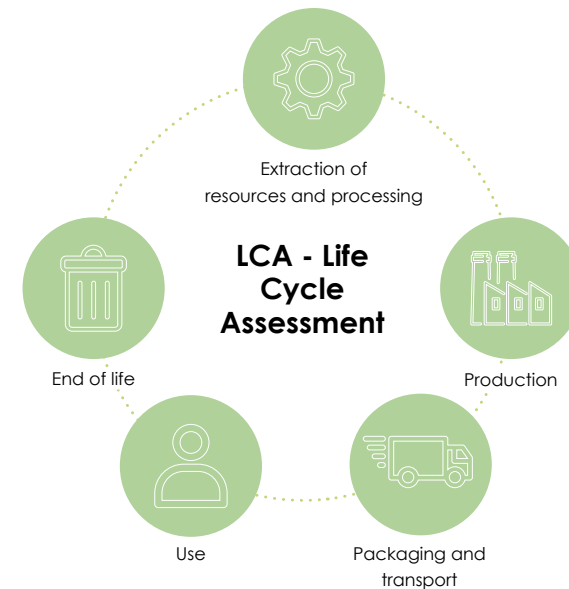 Extraction of
resources and processing
LCA - Life
Cycle
Assessment
End of life
Production
Use
Packaging and
transport